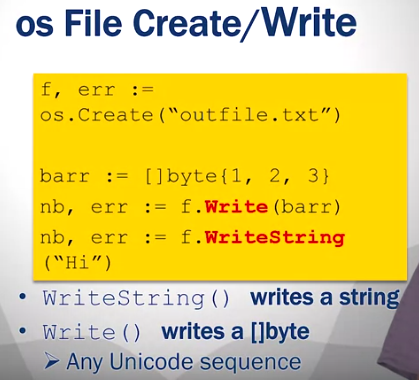 os File Create/Write
f, err :=
os.Create(“outfile.txt”)
barr := []byte{1, 2, 3}
nb, err := f.Write(barr)
nb, err := f.WriteString
(“Hi”)
• WriteString() writes a string
• Write() writes a []byte
➢ Any Unicode sequence